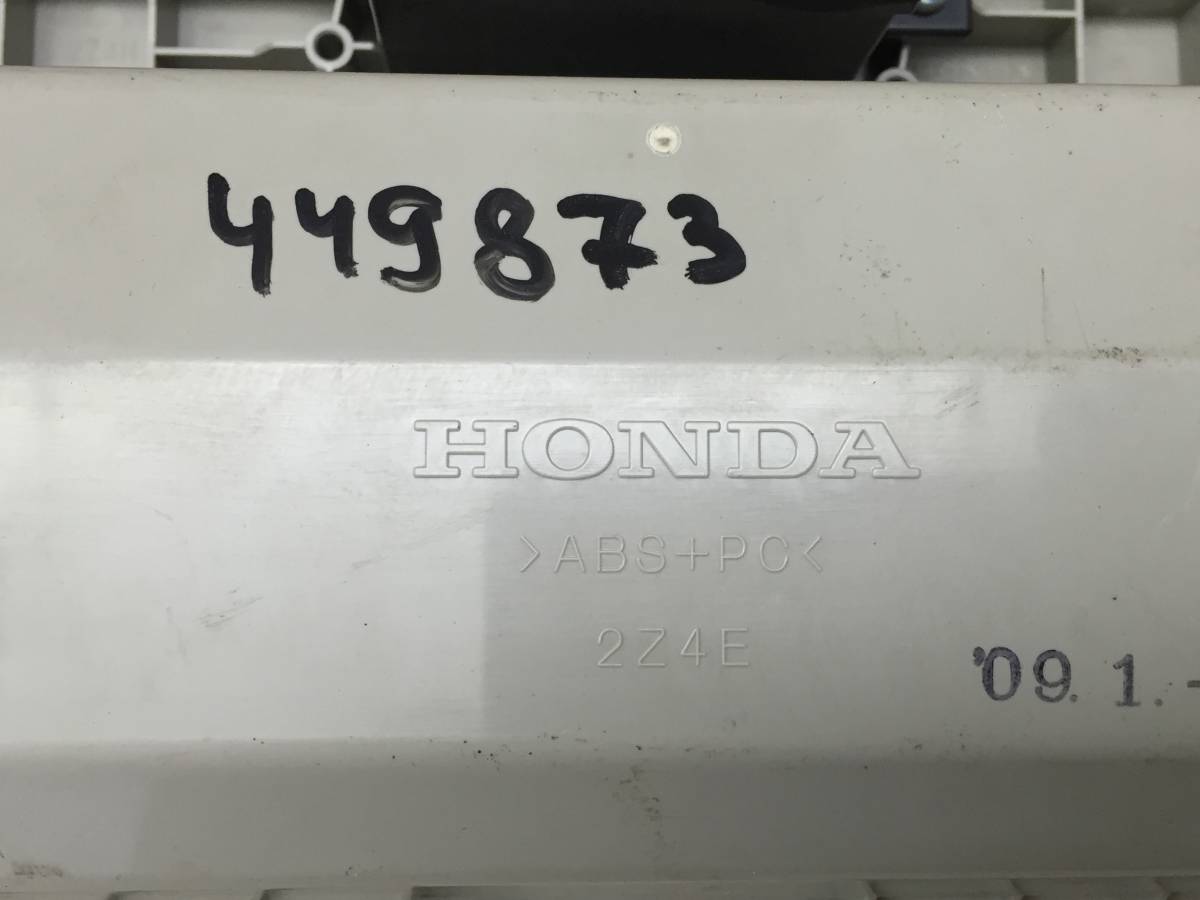 449873
HONDA
>ABS+PC<
2Z4E
'09. 1. -